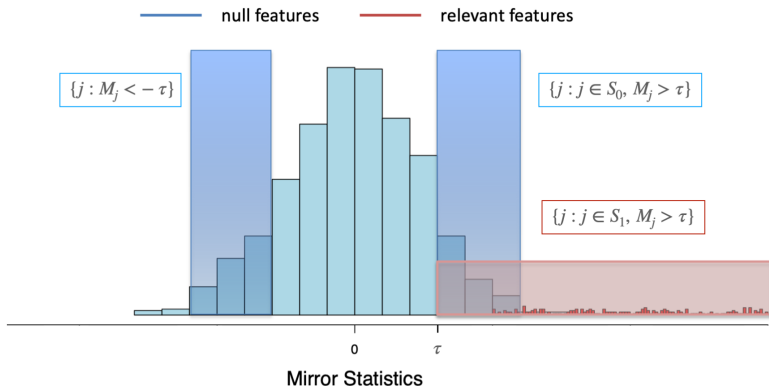 null features
relevant features
{j : M_j < − τ}
{j : j ∈ S_0, M_j > τ}
{j : j ∈ S_1, M_j > τ}
0
τ
Mirror Statistics